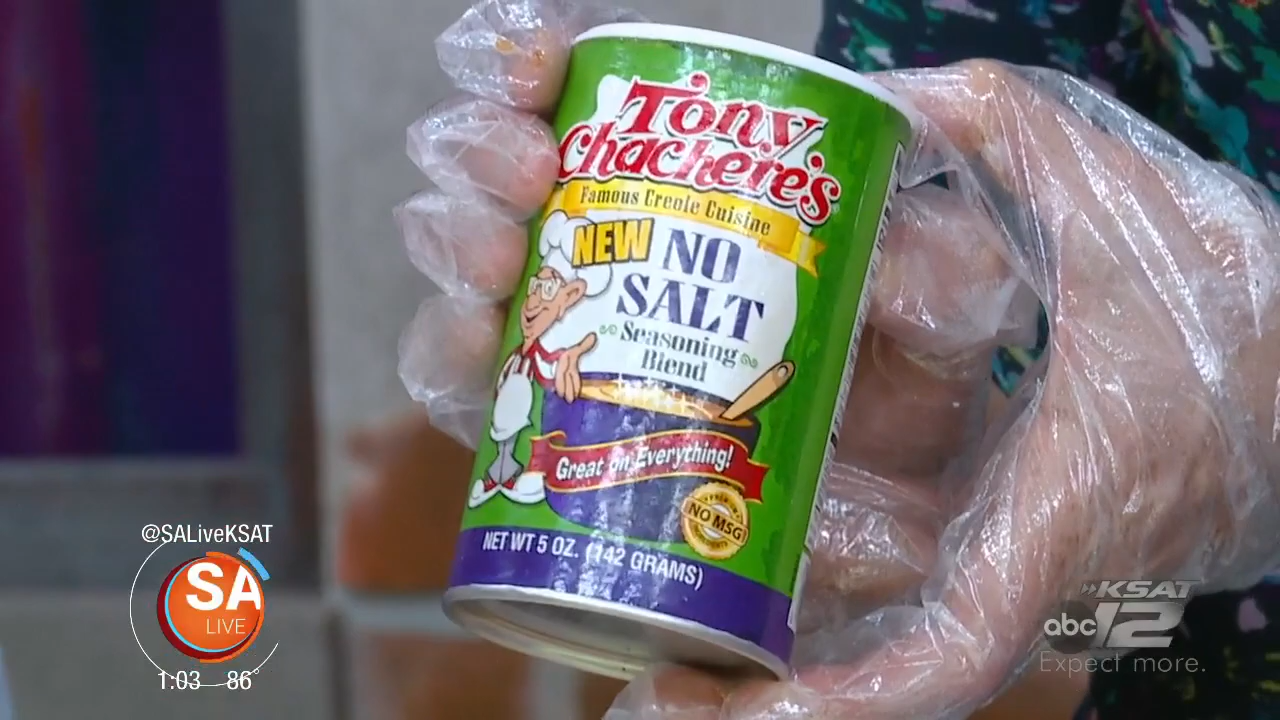 Tony
Chachere's
Famous Creole Cuisine
NEW NO
SALT
Seasoning
Blend
Great on Everything!
NO MSG
NET WT 5 OZ. (142 GRAMS)
@SALiveKSAT
SA
LIVE
1:03 86°
KSAT
abc 12
Expect more.